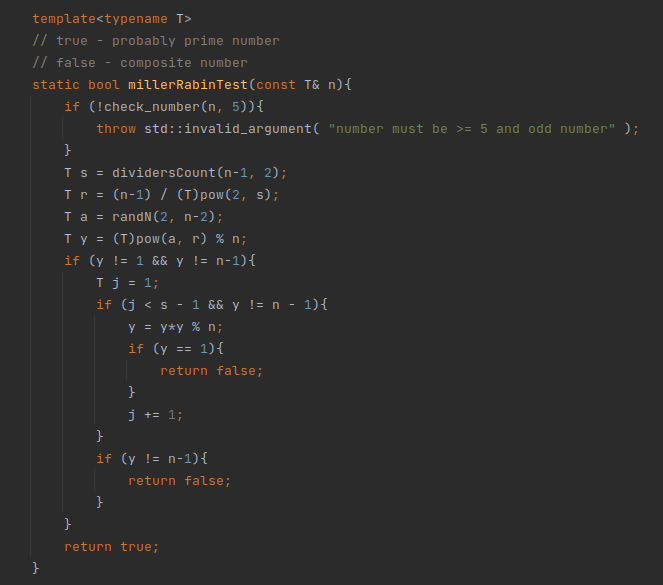 template<typename T>
// true - probably prime number
// false - composite number
static bool millerRabinTest(const T& n){
    if (!check_number(n, 5)){
        throw std::invalid_argument( "number must be >= 5 and odd number" );
    }
    T s = dividersCount(n-1, 2);
    T r = (n-1) / (T)pow(2, s);
    T a = randN(2, n-2);
    T y = (T)pow(a, r) % n;
    if (y != 1 && y != n-1){
        T j = 1;
        if (j < s - 1 && y != n - 1){
            y = y*y % n;
            if (y == 1){
                return false;
            }
            j += 1;
        }
        if (y != n-1){
            return false;
        }
    }
    return true;
}